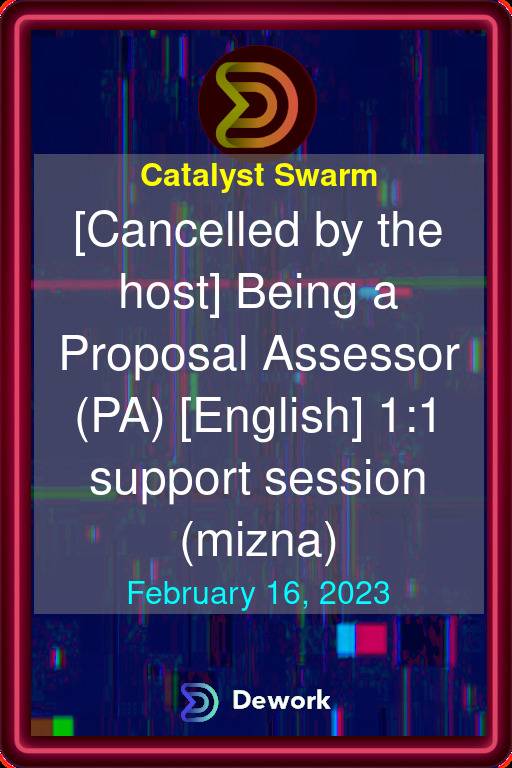 Catalyst Swarm
[Cancelled by the
host] Being a
Proposal Assessor
(PA) [English] 1:1
support session
(mizna)
February 16, 2023
Dework